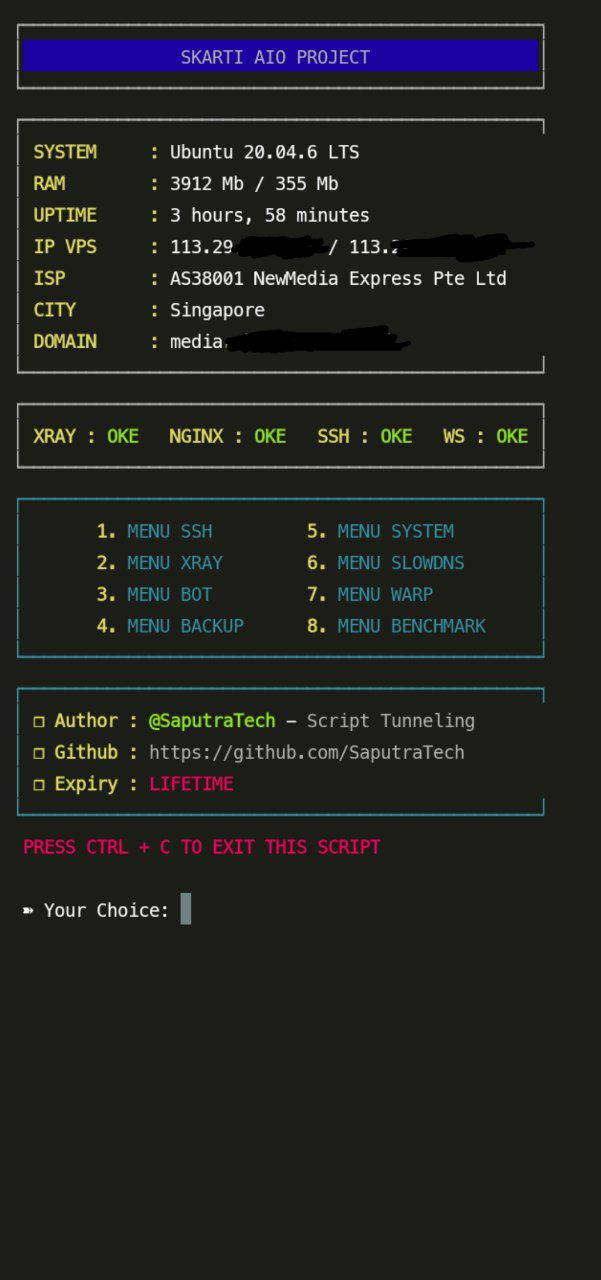 SKARTI AIO PROJECT
SYSTEM : Ubuntu 20.04.6 LTS
RAM : 3912 Mb / 355 Mb
UPTIME : 3 hours, 58 minutes
IP VPS : 113.29 / 113.2
ISP : AS38001 NewMedia Express Pte Ltd
CITY : Singapore
DOMAIN : media.
XRAY : OKE NGINX : OKE SSH : OKE WS : OKE
1. MENU SSH 5. MENU SYSTEM
2. MENU XRAY 6. MENU SLOWDNS
3. MENU BOT 7. MENU WARP
4. MENU BACKUP 8. MENU BENCHMARK
❐ Author : @SaputraTech – Script Tunneling
❐ Github : https://github.com/SaputraTech
❐ Expiry : LIFETIME
PRESS CTRL + C TO EXIT THIS SCRIPT
➽ Your Choice: